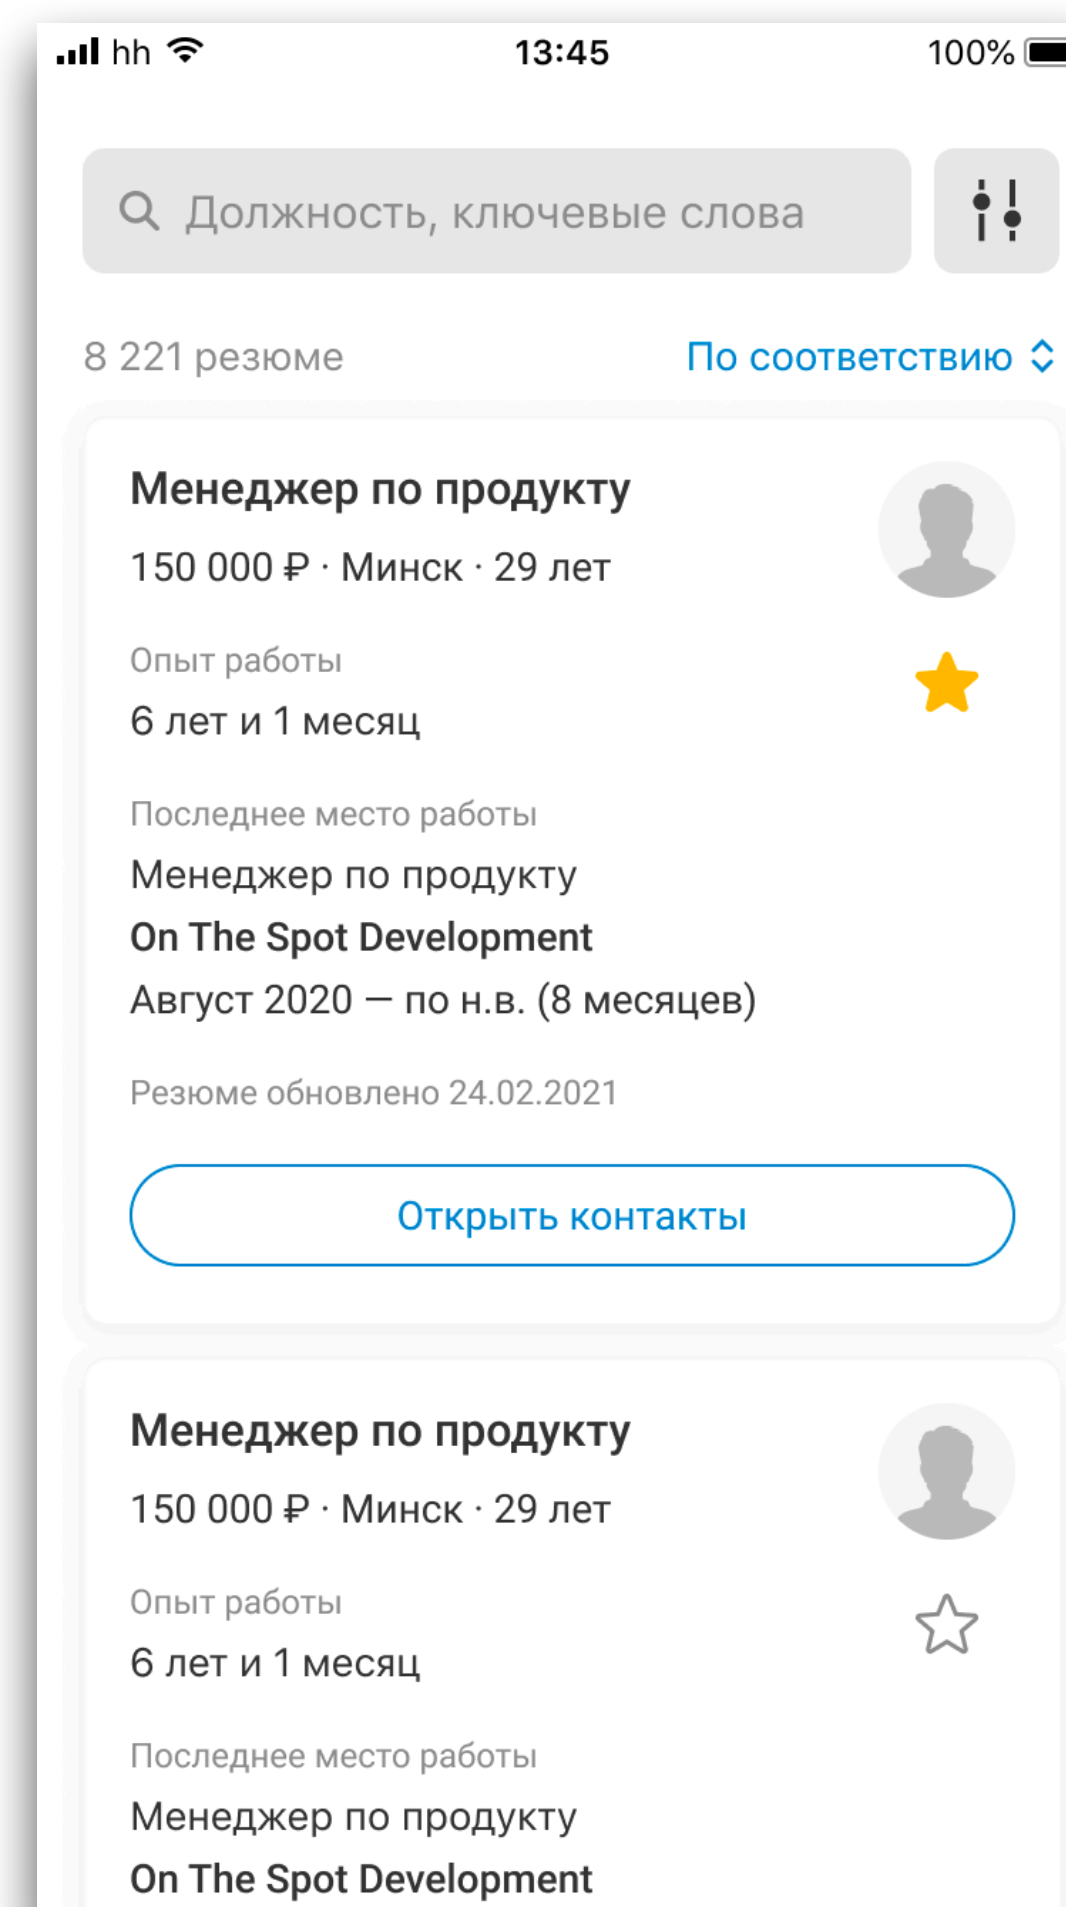 hh 13:45 100%
Должность, ключевые слова
8 221 резюме По соответствию
Менеджер по продукту
150 000 ₽ · Минск · 29 лет
Опыт работы
6 лет и 1 месяц
Последнее место работы
Менеджер по продукту
On The Spot Development
Август 2020 — по н.в. (8 месяцев)
Резюме обновлено 24.02.2021
Открыть контакты
Менеджер по продукту
150 000 ₽ · Минск · 29 лет
Опыт работы
6 лет и 1 месяц
Последнее место работы
Менеджер по продукту
On The Spot Development